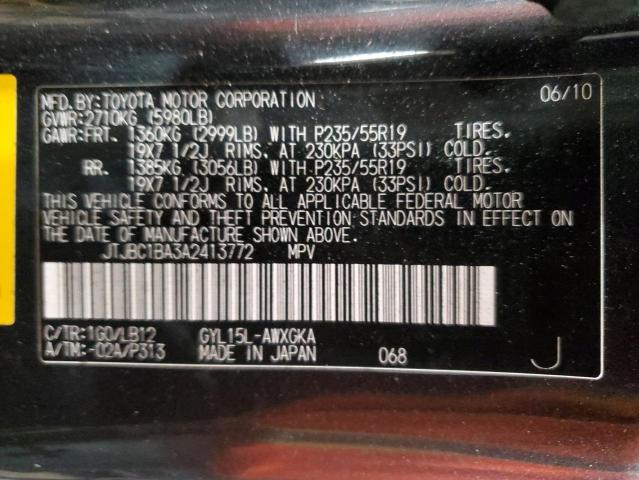 MFD.BY:TOYOTA MOTOR CORPORATION 06/10
GVWR:2710KG (5980LB)
GAWR:FRT. 1360KG (2999LB) WITH P235/55R19 TIRES.
19X7 1/2J RIMS. AT 230KPA (33PSI) COLD.
RR. 1385KG (3056LB) WITH P235/55R19 TIRES.
19X7 1/2J RIMS. AT 230KPA (33PSI) COLD.
THIS VEHICLE CONFORMS TO ALL APPLICABLE FEDERAL MOTOR
VEHICLE SAFETY AND THEFT PREVENTION STANDARDS IN EFFECT ON
THE DATE OF MANUFACTURE SHOWN ABOVE.
JTJBC1BA3A2413772 MPV
C/TR:1G0/LB12 GYL15L-AWXGKA
A/TM:-02A/P313 MADE IN JAPAN 068 J